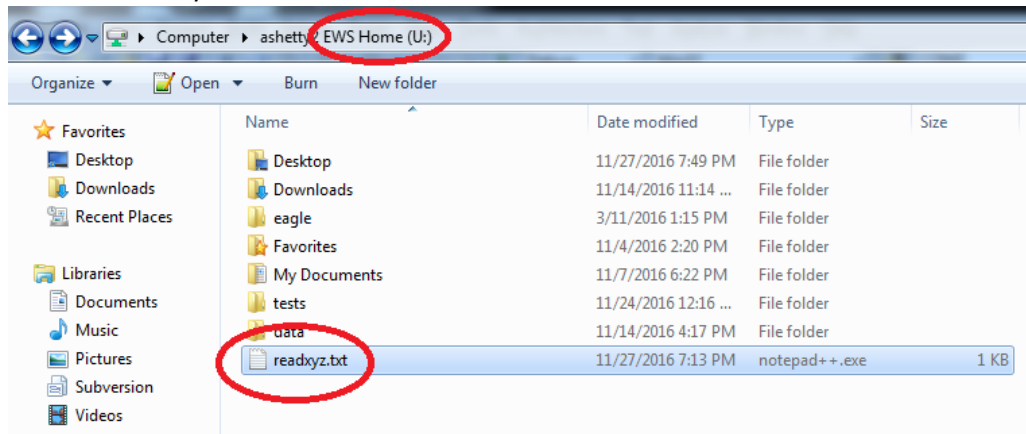 Computer ▸ ashetty2 EWS Home (U:)
Organize Open Burn New folder
Favorites
Desktop
Downloads
Recent Places
Libraries
Documents
Music
Pictures
Subversion
Videos
Name Date modified Type Size
Desktop 11/27/2016 7:49 PM File folder
Downloads 11/14/2016 11:14 ... File folder
eagle 3/11/2016 1:15 PM File folder
Favorites 11/4/2016 2:20 PM File folder
My Documents 11/7/2016 6:22 PM File folder
tests 11/24/2016 12:16 ... File folder
data 11/14/2016 4:17 PM File folder
readxyz.txt 11/27/2016 7:13 PM notepad++.exe 1 KB